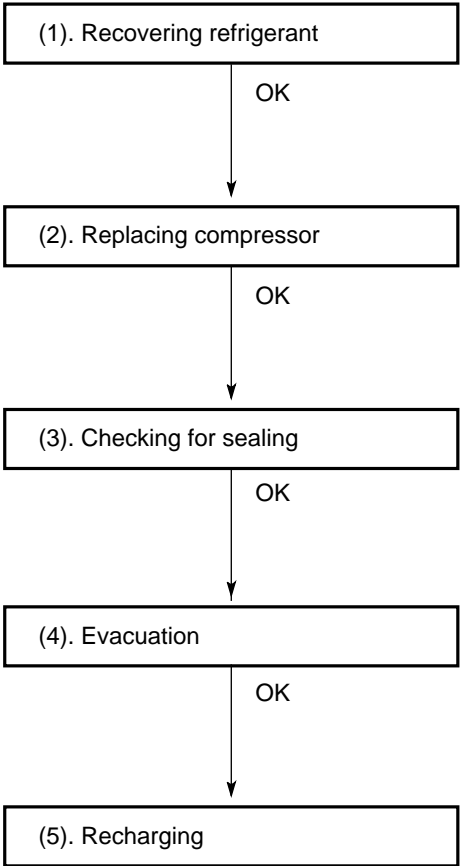 (1). Recovering refrigerant
OK
(2). Replacing compressor
OK
(3). Checking for sealing
OK
(4). Evacuation
OK
(5). Recharging